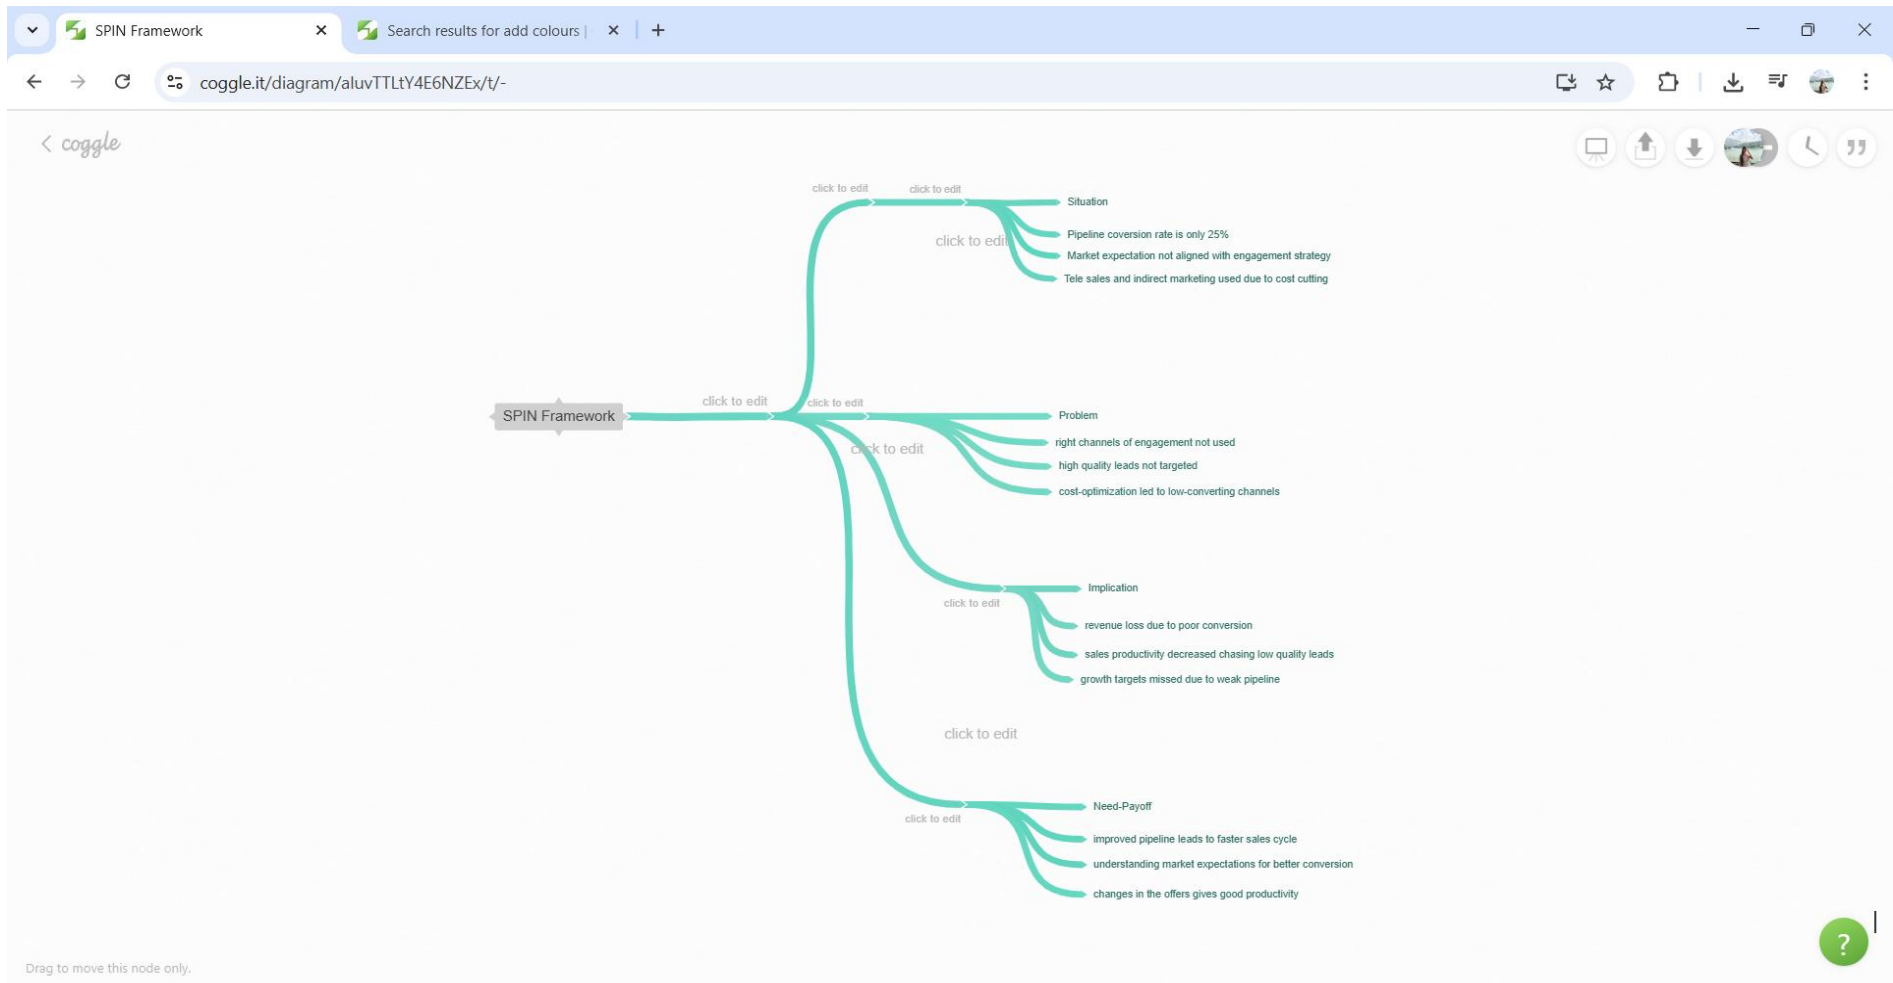 SPIN Framework
Search results for add colours |
coggle.it/diagram/aIuvTTLtY4E6NZEx/t/-
coggle
click to edit
click to edit
Situation
Pipeline coversion rate is only 25%
click to edit
Market expectation not aligned with engagement strategy
Tele sales and indirect marketing used due to cost cutting
click to edit
click to edit
SPIN Framework
Problem
right channels of engagement not used
click to edit
high quality leads not targeted
cost-optimization led to low-converting channels
Implication
click to edit
revenue loss due to poor conversion
sales productivity decreased chasing low quality leads
growth targets missed due to weak pipeline
click to edit
Need-Payoff
click to edit
improved pipeline leads to faster sales cycle
understanding market expectations for better conversion
changes in the offers gives good productivity
?
Drag to move this node only.